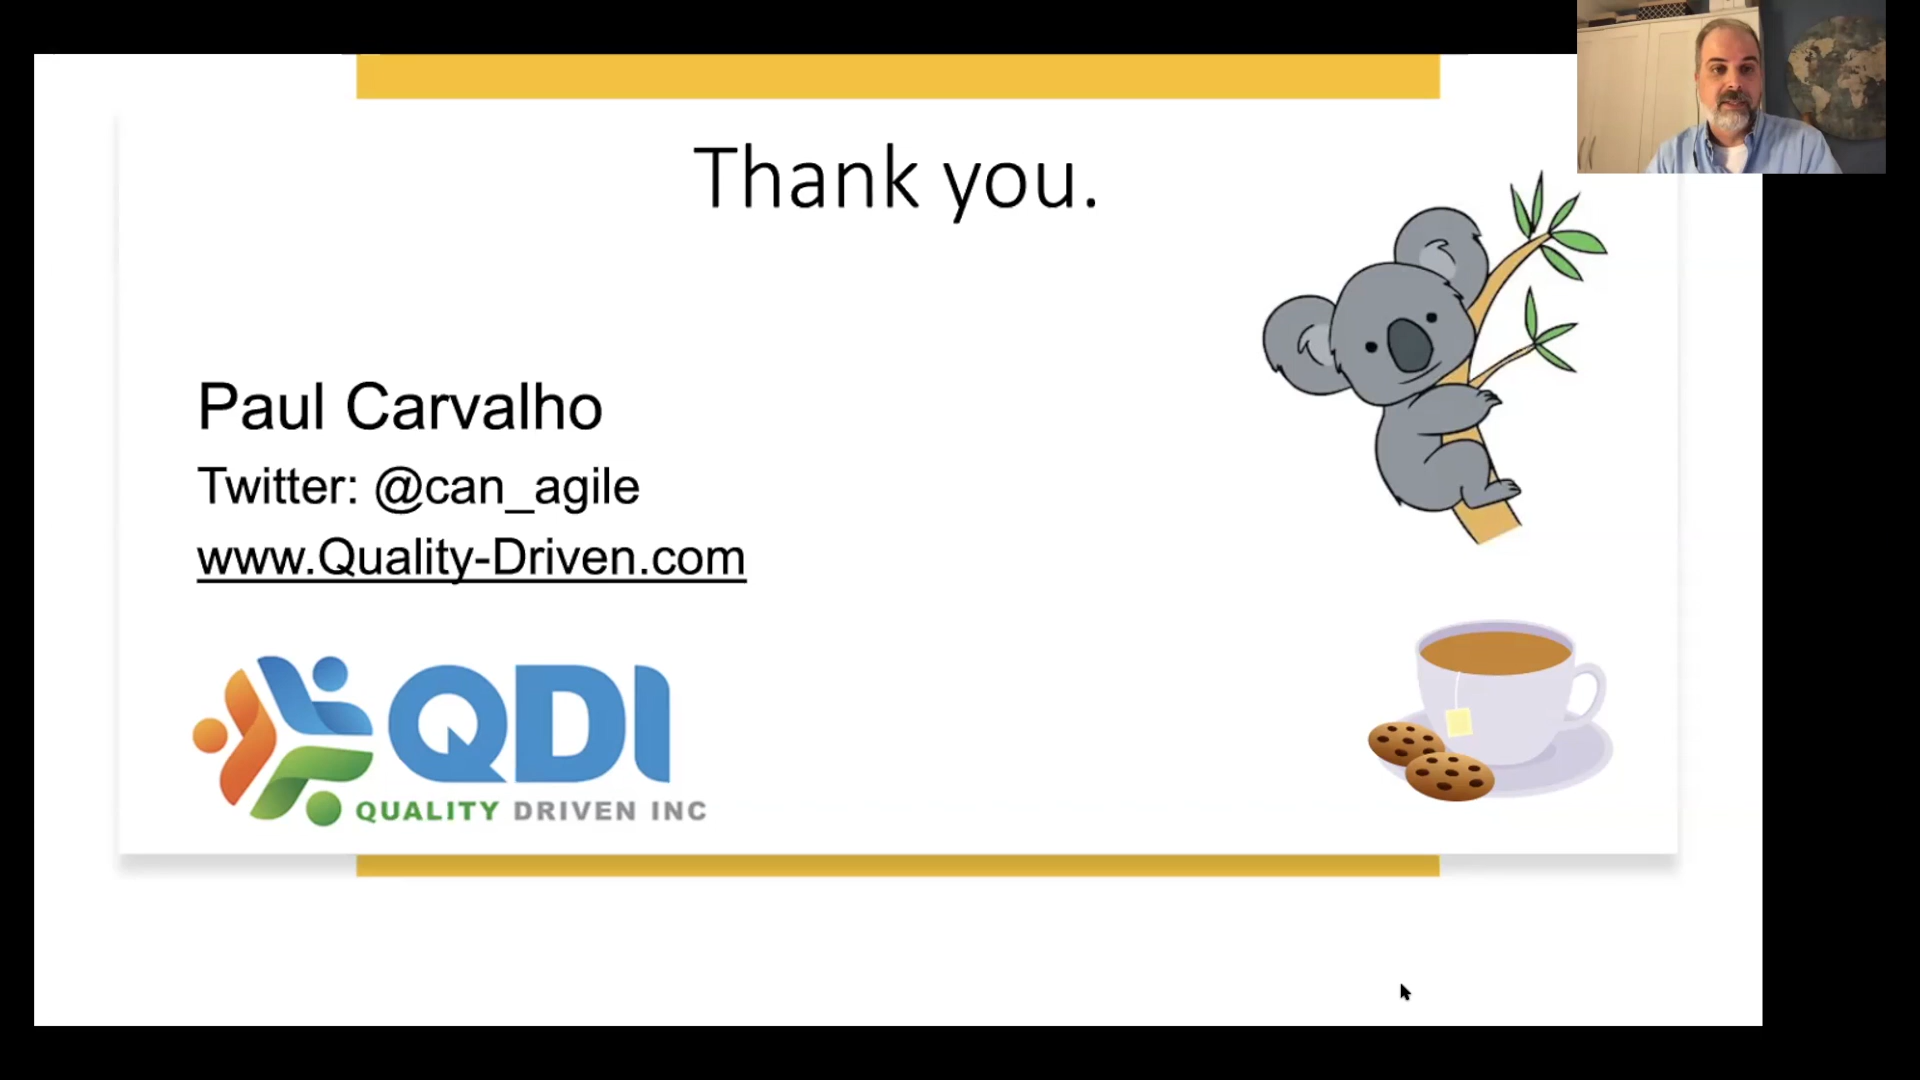 Thank you.
Paul Carvalho
Twitter: @can_agile
www.Quality-Driven.com
QDI
QUALITY DRIVEN INC